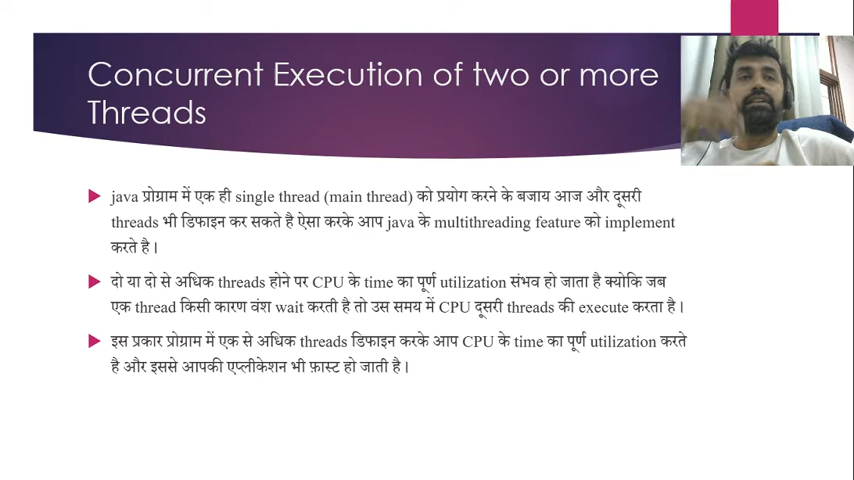 Concurrent Execution of two or more
Threads
java प्रोग्राम में एक ही single thread (main thread) को प्रयोग करने के बजाय आज और दूसरी
threads भी डिफाइन कर सकते है ऐसा करके आप java के multithreading feature को implement
करते है।
दो या दो से अधिक threads होने पर CPU के time का पूर्ण utilization संभव हो जाता है क्योकि जब
एक thread किसी कारण वंश wait करती है तो उस समय में CPU दूसरी threads की execute करता है।
इस प्रकार प्रोग्राम में एक से अधिक threads डिफाइन करके आप CPU के time का पूर्ण utilization करते
है और इससे आपकी एप्लीकेशन भी फ़ास्ट हो जाती है।